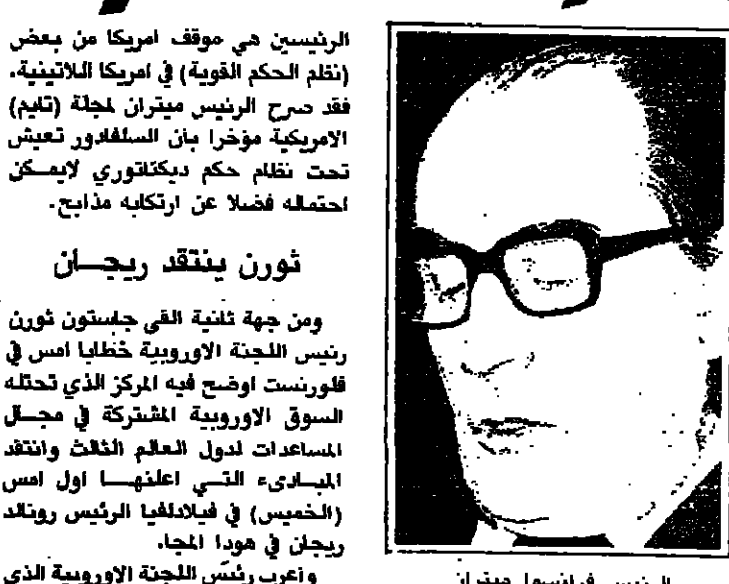 الرئيسين هي موقف امريكا من بعض
(نظم الحكم القوية) في امريكا اللاتينية.
فقد صرح الرئيس ميتران لمجلة (تايم)
الامريكية مؤخرا بأن السلفادور تعيش
تحت نظام حكم ديكتاتوري لايمكن
احتماله فضلا عن ارتكابه مذابح.
ثورن ينتقد ريجان
ومن جهة ثانية القى جاستون ثورن
رئيس اللجنة الاوروبية خطابا امس في
فلورنست اوضح فيه المركز الذي تحتله
السوق الاوروبية المشتركة في مجال
المساعدات لدول العالم الثالث وانتقد
المبادىء التي اعلنها اول امس
(الخميس) في فيلادلفيا الرئيس رونالد
ريجان في هودا المجا.
وأعرب رئيس اللجنة الاوروبية الذي
الرئيس فرانسوا ميتران